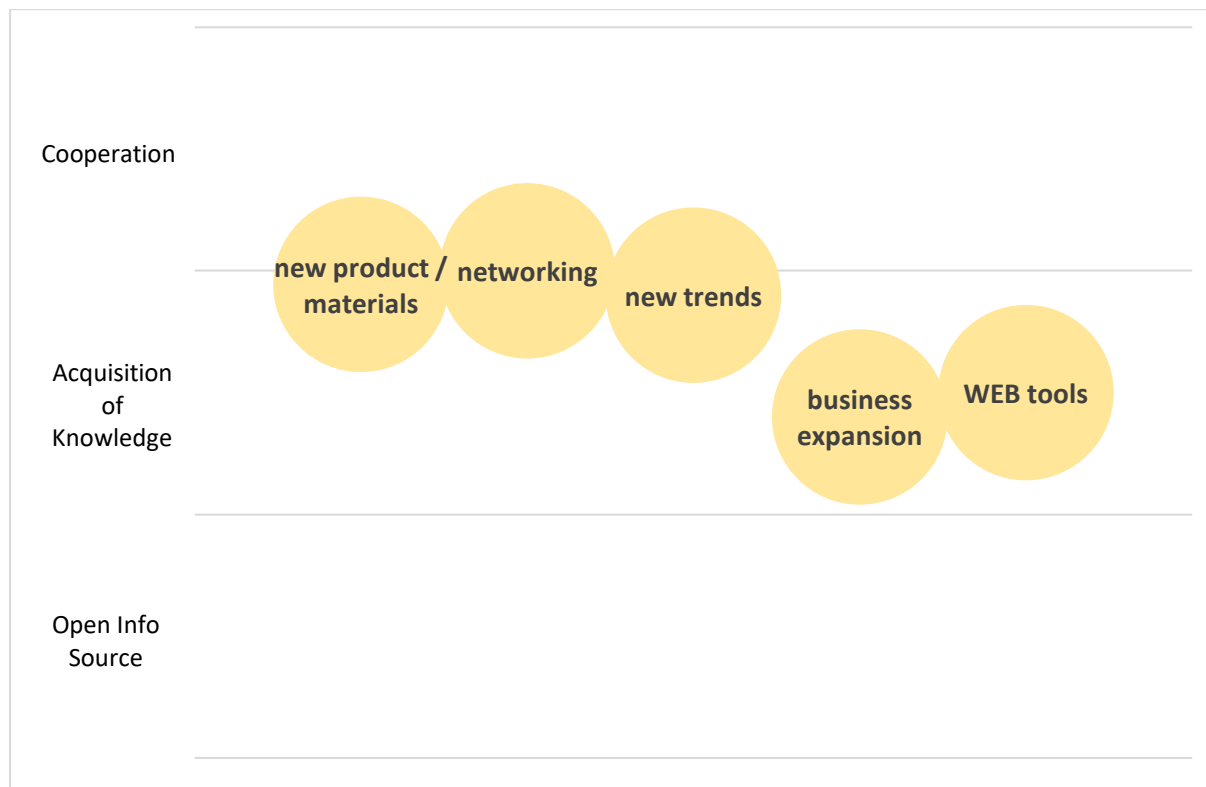 Cooperation
new product /
materials
networking
new trends
Acquisition
of
Knowledge
business
expansion
WEB tools
Open Info
Source